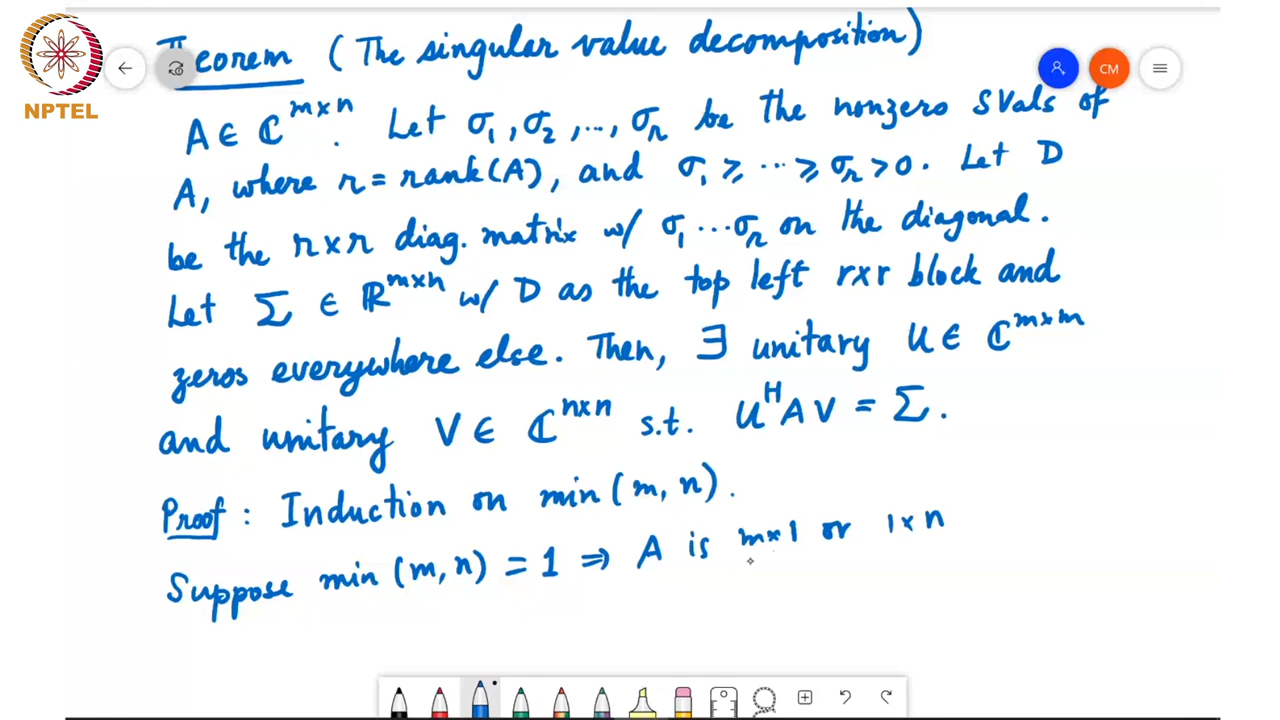 Theorem (The singular value decomposition)
NPTEL
CM
A ∈ ℂ^{m×n}. Let σ₁, σ₂, ..., σᵣ be the nonzero SVals of
A, where r = rank(A), and σ₁ ≥ ... ≥ σᵣ > 0. Let D
be the r×r diag. matrix w/ σ₁ ... σᵣ on the diagonal.
Let Σ ∈ ℝ^{m×n} w/ D as the top left r×r block and
zeros everywhere else. Then, ∃ unitary U ∈ ℂ^{m×m}
and unitary V ∈ ℂ^{n×n} s.t. U^H A V = Σ.
Proof: Induction on min(m, n).
Suppose min(m, n) = 1 ⇒ A is m×1 or 1×n